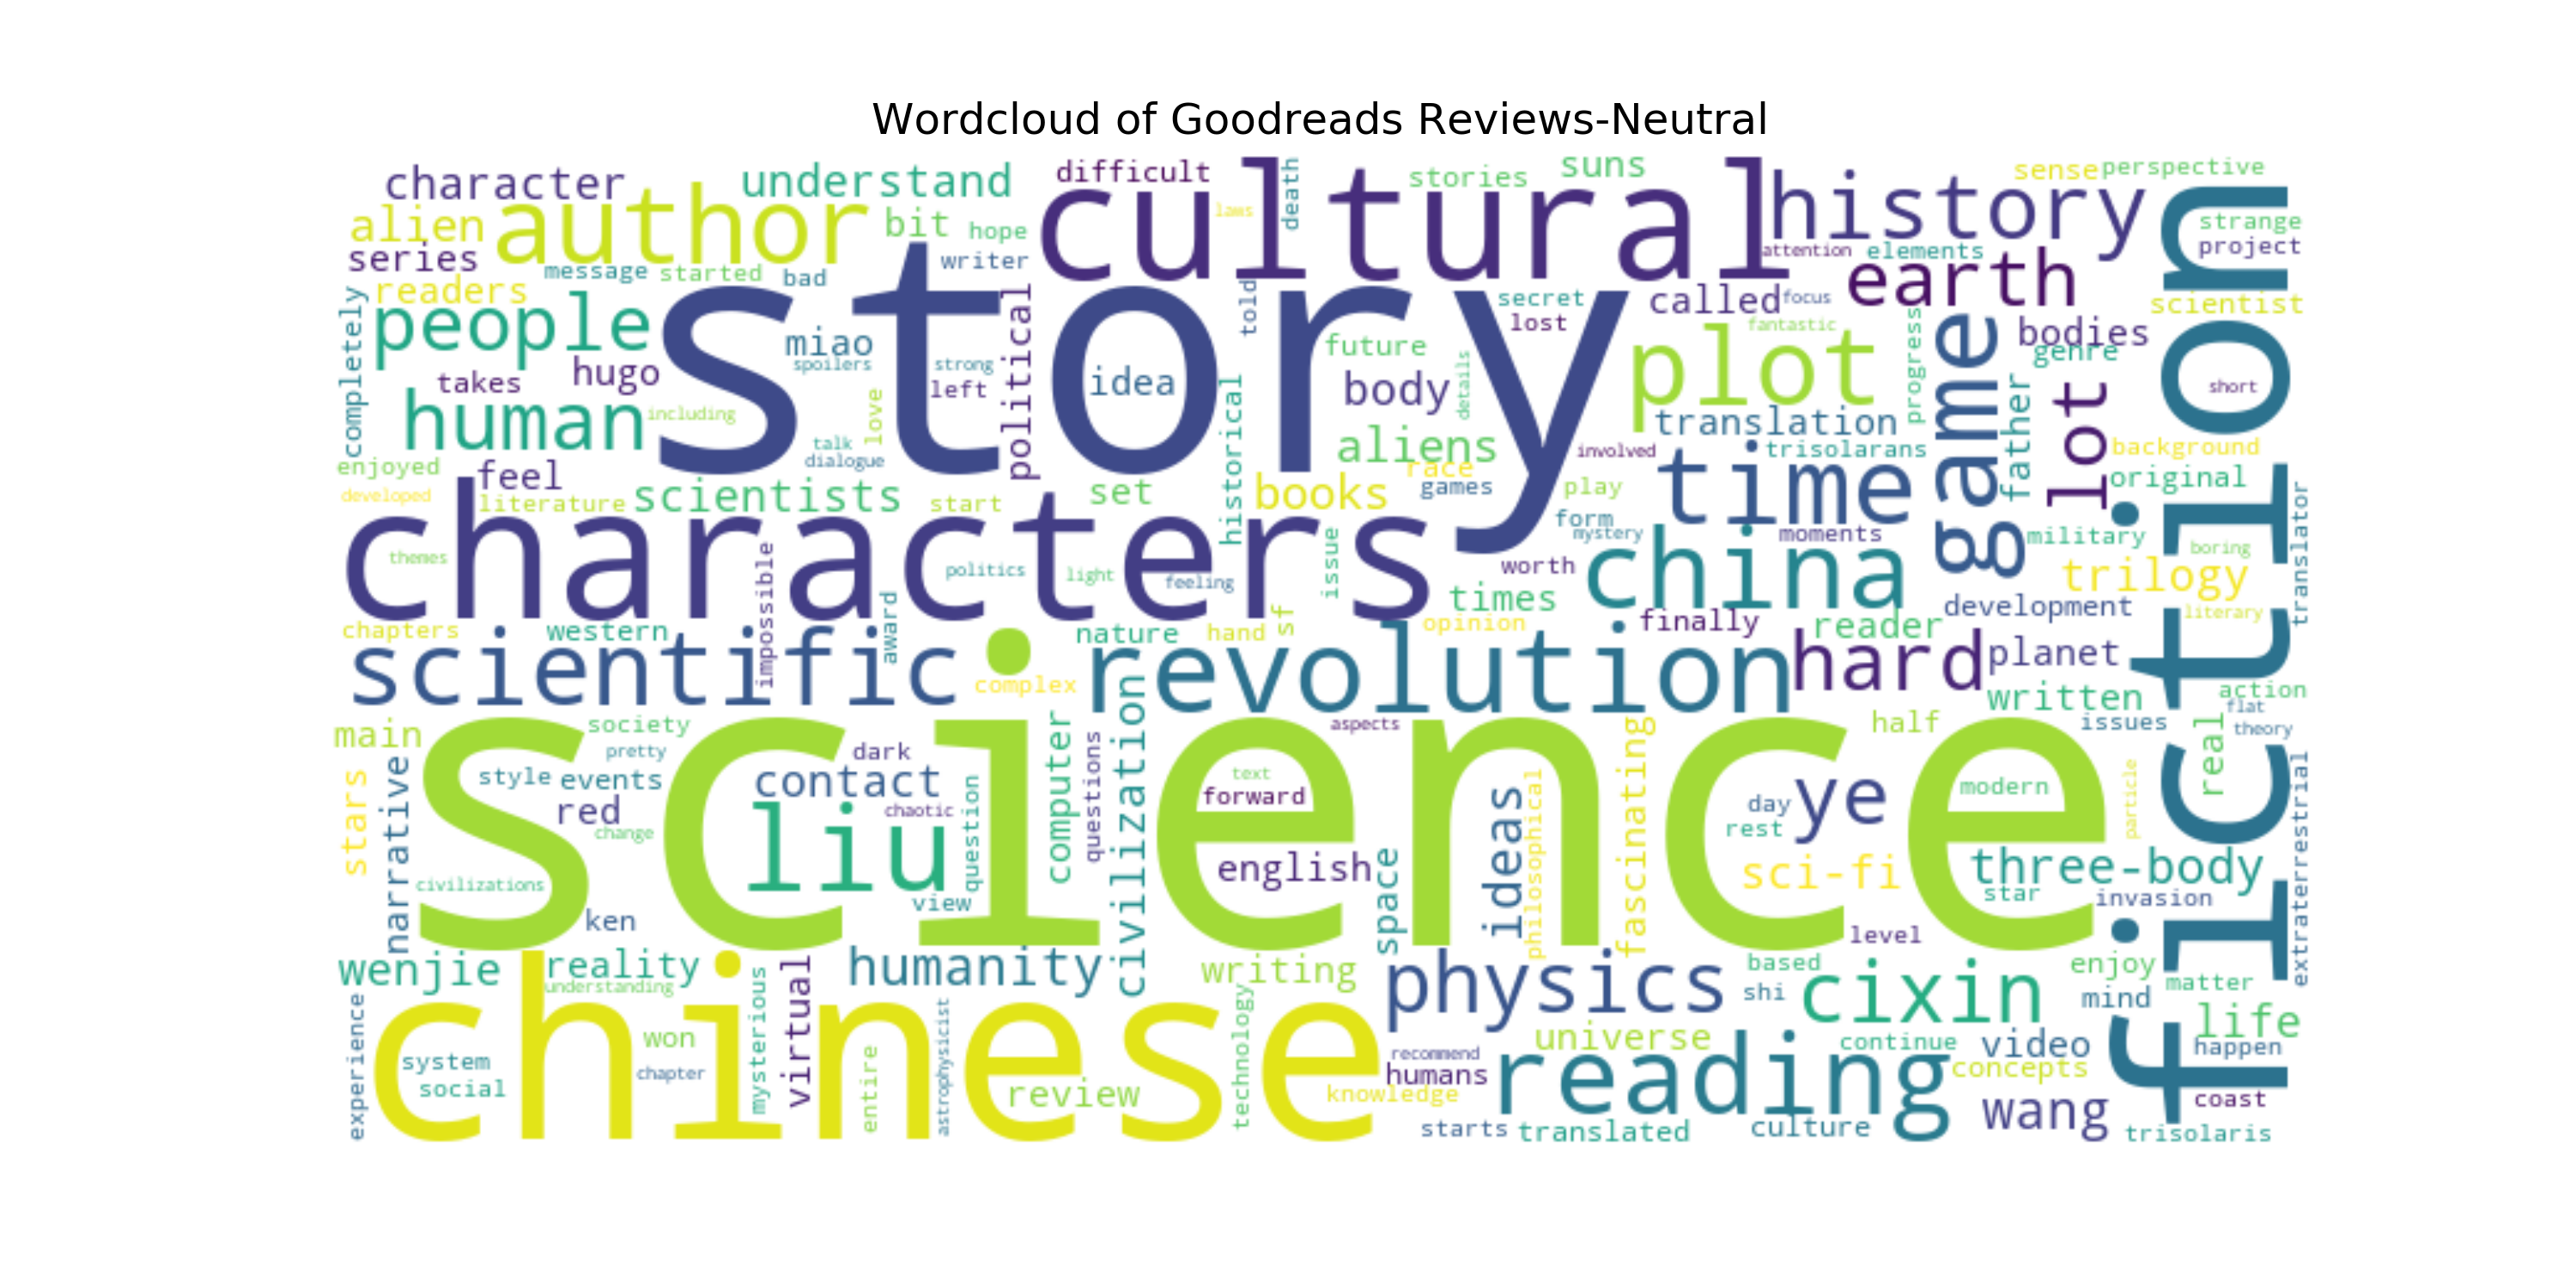 Wordcloud of Goodreads Reviews-Neutral
character
understand
difficult
death
stories
suns
sense
perspective
alien
author
bit
hope
laws
cultural
history
strange
project
series
message
started
bad
writer
attention
elements
earth
readers
completely
people
story
political
told
secret
lost
called
focus
fantastic
scientist
bodies
genre
miao
spoilers
strong
left
idea
future
body
details
plot
progress
game
father
lot
short
fiction
takes
hugo
human
including
love
talk
dialogue
historical
aliens
race
games
translation
trisolarans
involved
background
original
enjoyed
feel
developed
literature
scientists
start
set
books
play
time
form
mystery
moments
military
translator
characters
themes
impossible
politics
light
feeling
issue
worth
china
boring
trilogy
times
development
literary
chapters
western
award
nature
hand
sf
opinion
finally
reader
scientific
complex
revolution
hard
planet
written
action
flat
theory
issues
real
main
society
pretty
dark
aspects
half
stars
narrative
style
events
contact
red
change
chaotic
liu
question
view
computer
questions
civilization
text
forward
english
space
ideas
philosophical
fascinating
day
ye
rest
modern
particle
extraterrestrial
science
civilizations
ken
sci-fi
three-body
star
invasion
level
wenjie
reality
understanding
humanity
writing
physics
based
shi
cixin
enjoy
mind
matter
life
experience
chinese
system
social
won
chapter
mysterious
virtual
entire
astrophysicist
review
technology
universe
continue
video
happen
recommend
humans
knowledge
reading
concepts
wang
coast
starts
translated
culture
trisolaris